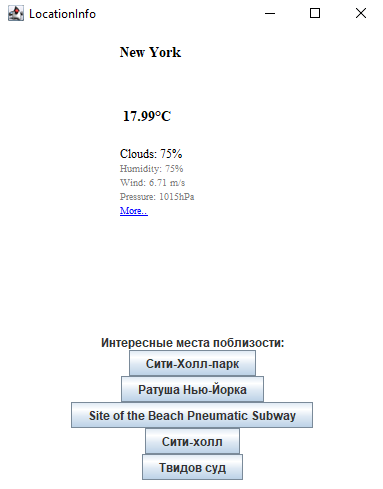 LocationInfo
New York
17.99°C
Clouds: 75%
Humidity: 75%
Wind: 6.71 m/s
Pressure: 1015hPa
More..
Интересные места поблизости:
Сити-Холл-парк
Ратуша Нью-Йорка
Site of the Beach Pneumatic Subway
Сити-холл
Твидов суд